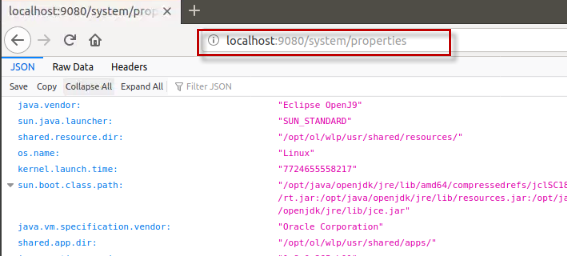 localhost:9080/system/prop
localhost:9080/system/properties
JSON Raw Data Headers
Save Copy Collapse All Expand All Filter JSON
java.vendor: "Eclipse OpenJ9"
sun.java.launcher: "SUN_STANDARD"
shared.resource.dir: "/opt/ol/wlp/usr/shared/resources/"
os.name: "Linux"
kernel.launch.time: "7724655558217"
sun.boot.class.path: "/opt/java/openjdk/jre/lib/amd64/compressedrefs/jclSC18
/rt.jar:/opt/java/openjdk/jre/lib/resources.jar:/opt/ja
/openjdk/jre/lib/jce.jar"
java.vm.specification.vendor: "Oracle Corporation"
shared.app.dir: "/opt/ol/wlp/usr/shared/apps/"